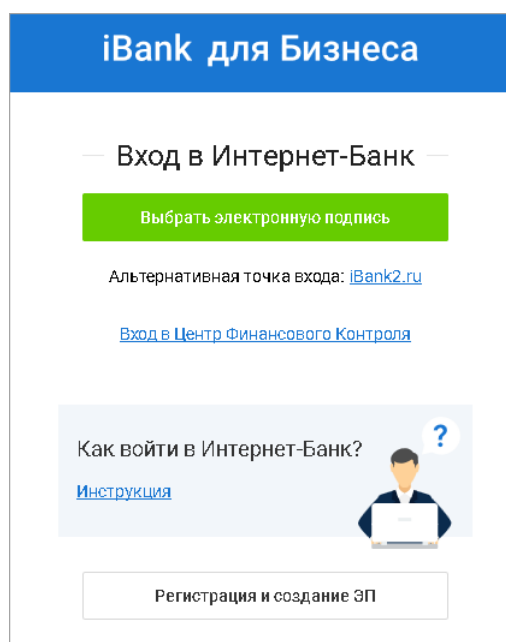 iBank для Бизнеса
Вход в Интернет-Банк
Выбрать электронную подпись
Альтернативная точка входа: iBank2.ru
Вход в Центр Финансового Контроля
?
Как войти в Интернет-Банк?
Инструкция
Регистрация и создание ЭП